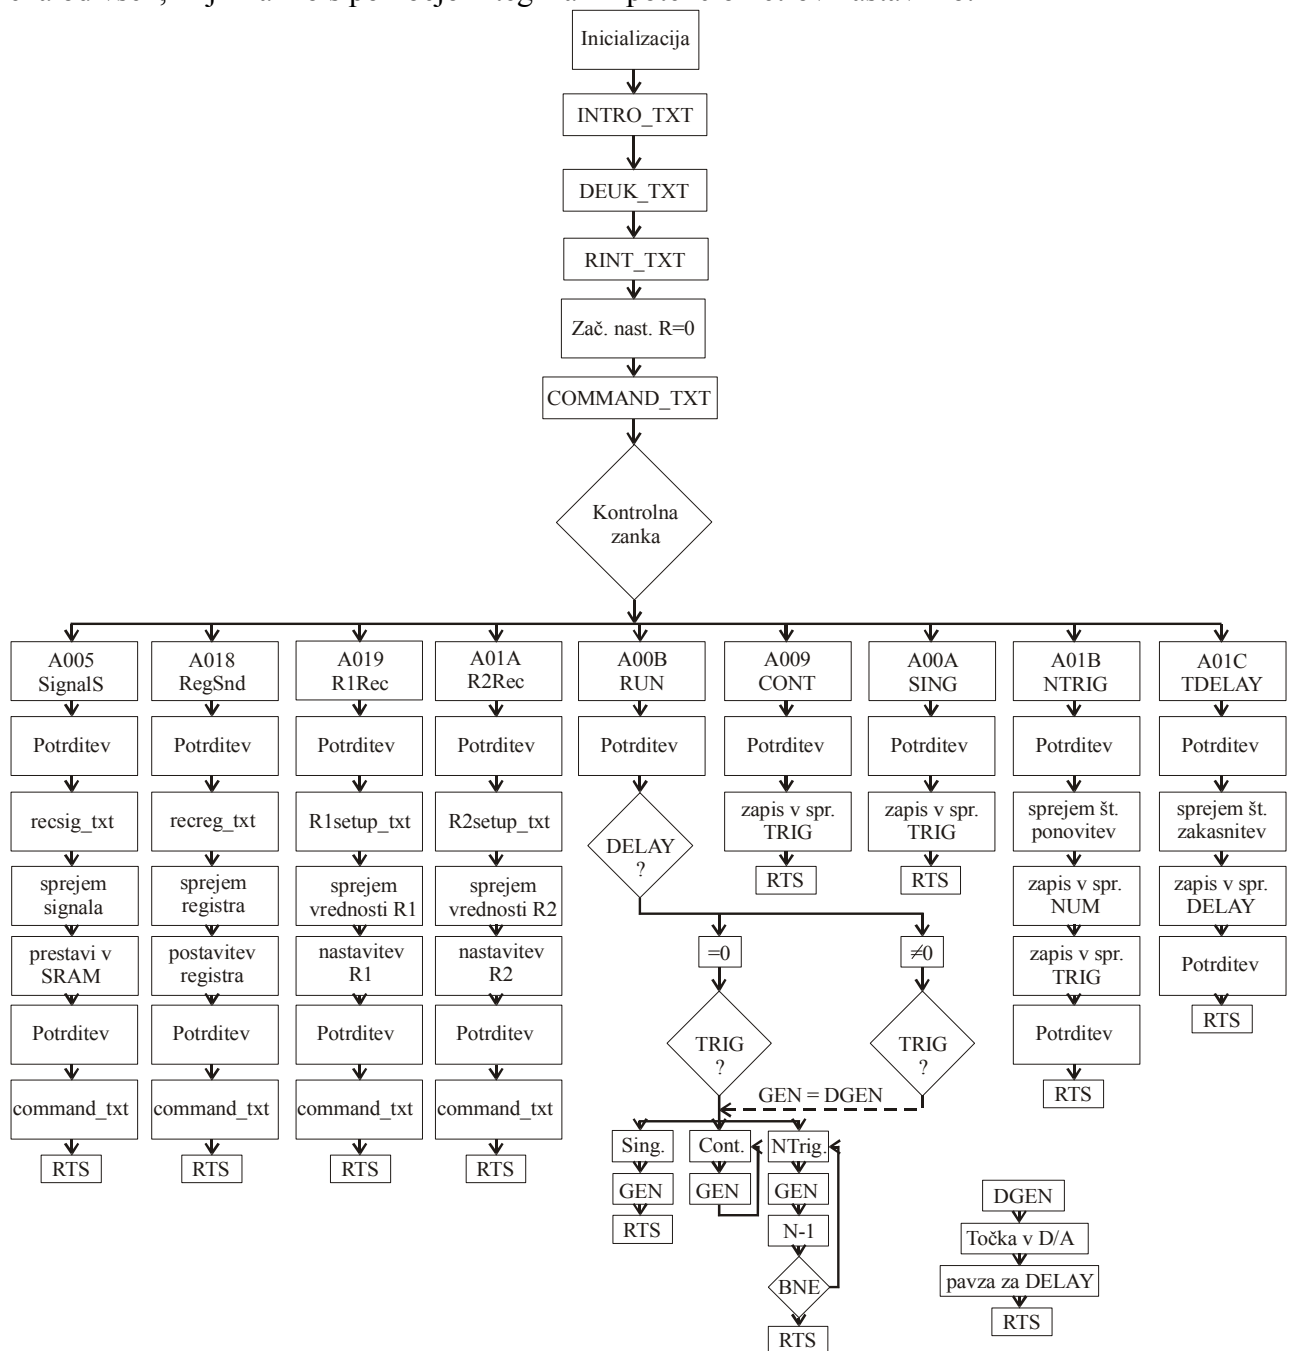 Inicializacija
INTRO_TXT
DEUK_TXT
RINT_TXT
Zač. nast. R=0
COMMAND_TXT
Kontrolna
zanka
A005
SignalS
Potrditev
recsig_txt
sprejem
signala
prestavi v
SRAM
Potrditev
command_txt
RTS
A018
RegSnd
Potrditev
recreg_txt
sprejem
registra
postavitev
registra
Potrditev
command_txt
RTS
A019
R1Rec
Potrditev
R1setup_txt
sprejem
vrednosti R1
nastavitev
R1
Potrditev
command_txt
RTS
A01A
R2Rec
Potrditev
R2setup_txt
sprejem
vrednosti R2
nastavitev
R2
Potrditev
command_txt
RTS
A00B
RUN
Potrditev
DELAY
?
=0
TRIG
?
≠0
TRIG
?
GEN = DGEN
Sing.
GEN
RTS
Cont.
GEN
NTrig.
GEN
N-1
BNE
RTS
A009
CONT
Potrditev
zapis v spr.
TRIG
RTS
A00A
SING
Potrditev
zapis v spr.
TRIG
RTS
A01B
NTRIG
Potrditev
sprejem št.
ponovitev
zapis v spr.
NUM
zapis v spr.
TRIG
Potrditev
RTS
A01C
TDELAY
Potrditev
sprejem št.
zakasnitev
zapis v spr.
DELAY
Potrditev
RTS
DGEN
Točka v D/A
pavza za DELAY
RTS